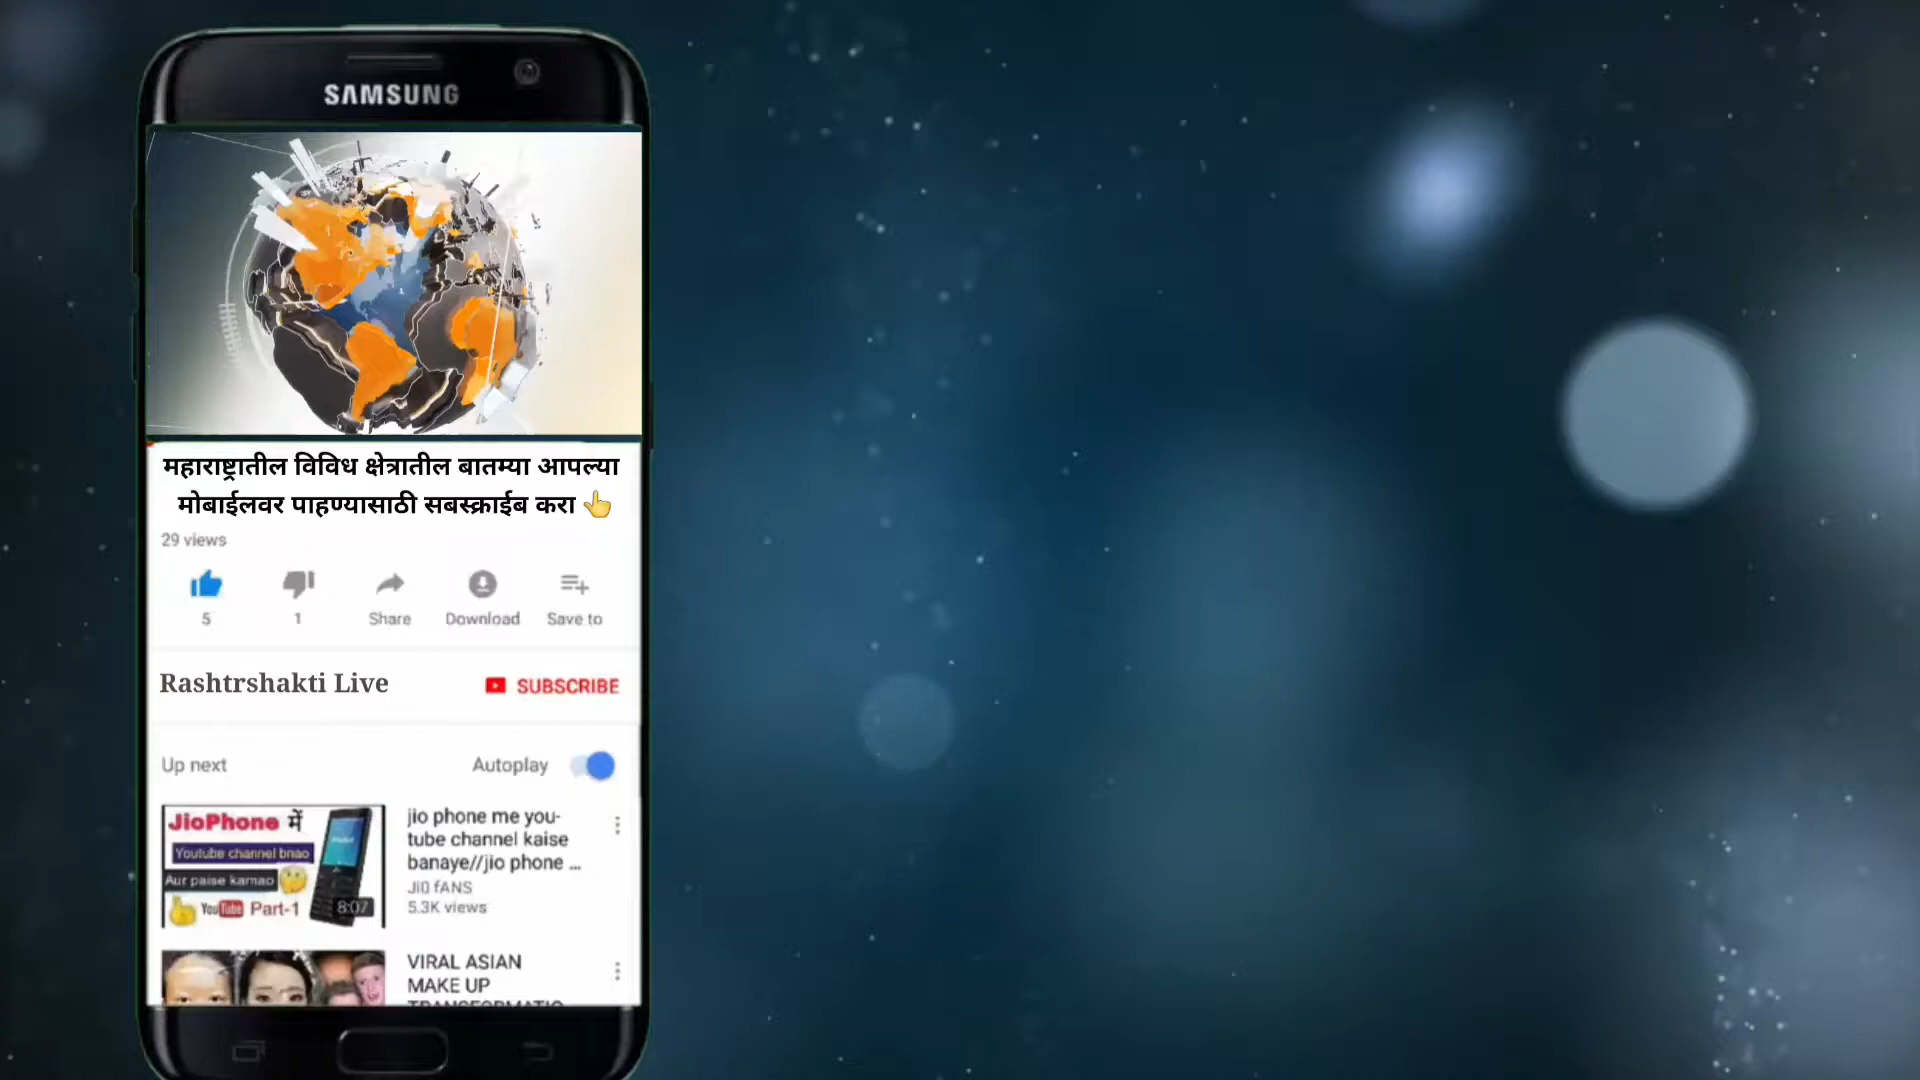 SAMSUNG
महाराष्ट्रातील विविध क्षेत्रातील बातम्या आपल्या
मोबाईलवर पाहण्यासाठी सबस्क्राईब करा
29 views
5
1
Share
Download
Save to
Rashtrshakti Live
SUBSCRIBE
Up next
Autoplay
JioPhone में
Youtube channel bnao
Aur paise kamao
YouTube Part-1
8:07
jio phone me you-
tube channel kaise
banaye//jio phone ...
JiO fANS
5.3K views
VIRAL ASIAN
MAKE UP